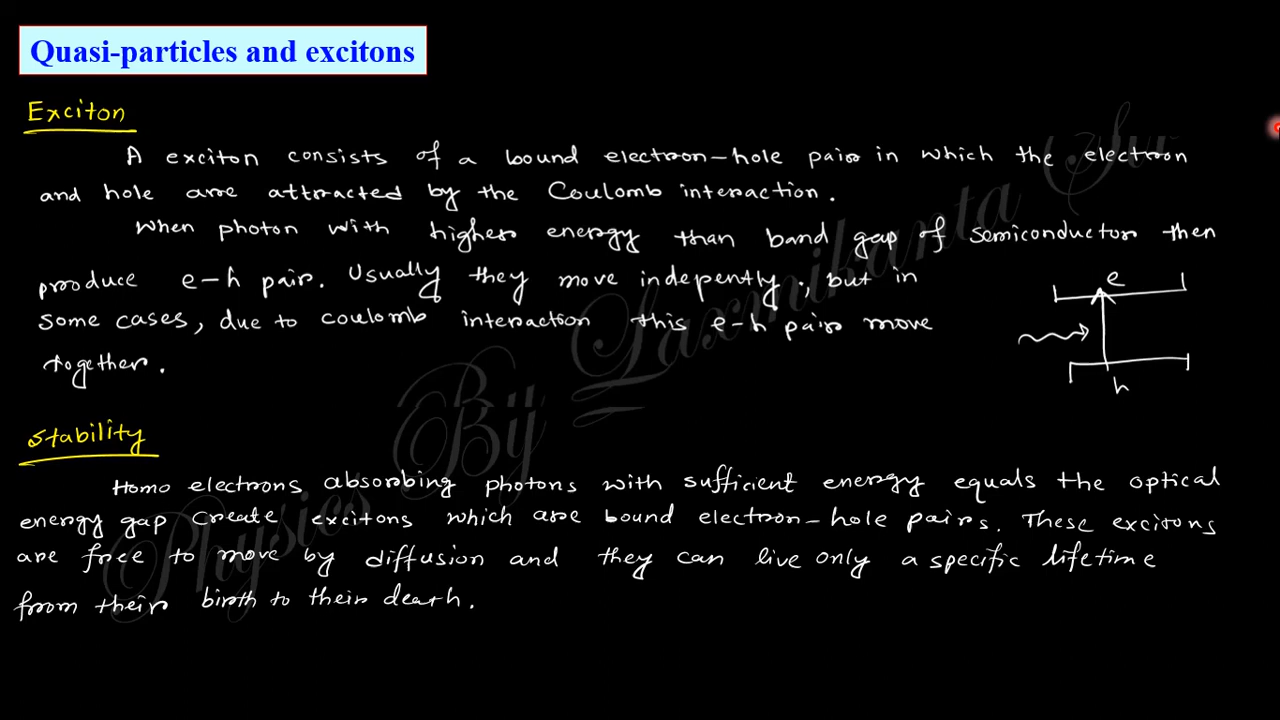 Quasi-particles and excitons
Exciton
A exciton consists of a bound electron-hole pair in which the electron
and hole are attracted by the Coulomb interaction.
When photon with higher energy than band gap of semiconductor then
produce e-h pair. Usually they move indepently, but in
e
some cases, due to coulomb interaction this e-h pair move
together.
h
Stability
Homo electrons absorbing photons with sufficient energy equals the optical
energy gap create excitons which are bound electron-hole pairs. These excitons
are free to move by diffusion and they can live only a specific lifetime
from their birth to their death.
Physics By Laxmikanta